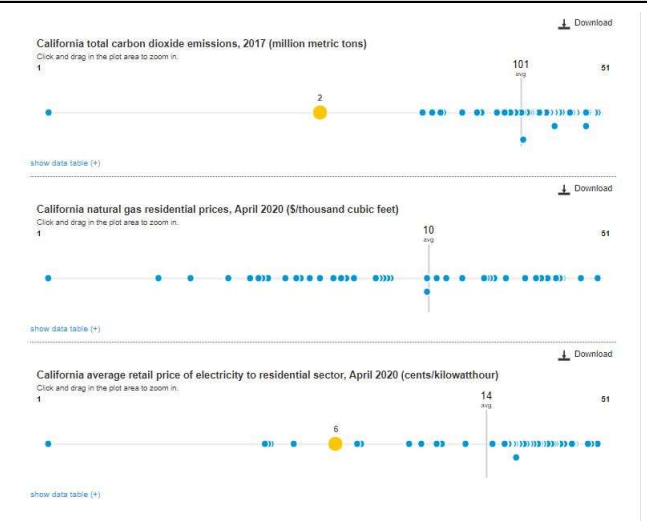 Download
California total carbon dioxide emissions, 2017 (million metric tons)
Click and drag in the plot area to zoom in.
1
101
avg
51
2
show data table (+)
Download
California natural gas residential prices, April 2020 ($/thousand cubic feet)
Click and drag in the plot area to zoom in.
1
10
avg
51
show data table (+)
Download
California average retail price of electricity to residential sector, April 2020 (cents/kilowatthour)
Click and drag in the plot area to zoom in.
1
14
avg
51
6
show data table (+)